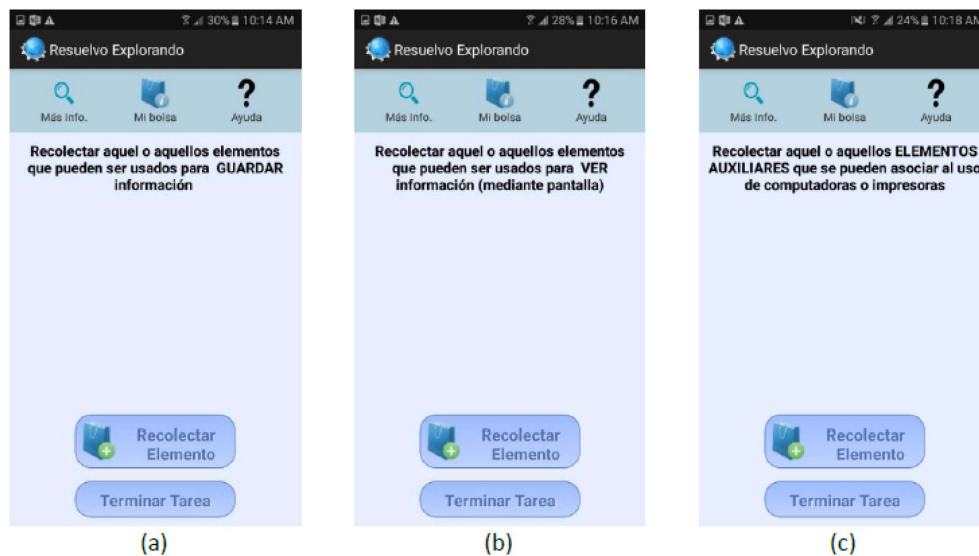 30% 10:14 AM
Resuelvo Explorando
Más Info.
Mi bolsa
Ayuda
Recolectar aquel o aquellos elementos
que pueden ser usados para GUARDAR
información
Recolectar
Elemento
Terminar Tarea
(a)
28% 10:16 AM
Resuelvo Explorando
Más Info.
Mi bolsa
Ayuda
Recolectar aquel o aquellos elementos
que pueden ser usados para VER
información (mediante pantalla)
Recolectar
Elemento
Terminar Tarea
(b)
24% 10:18 AM
Resuelvo Explorando
Más Info.
Mi bolsa
Ayuda
Recolectar aquel o aquellos ELEMENTOS
AUXILIARES que se pueden asociar al uso
de computadoras o impresoras
Recolectar
Elemento
Terminar Tarea
(c)